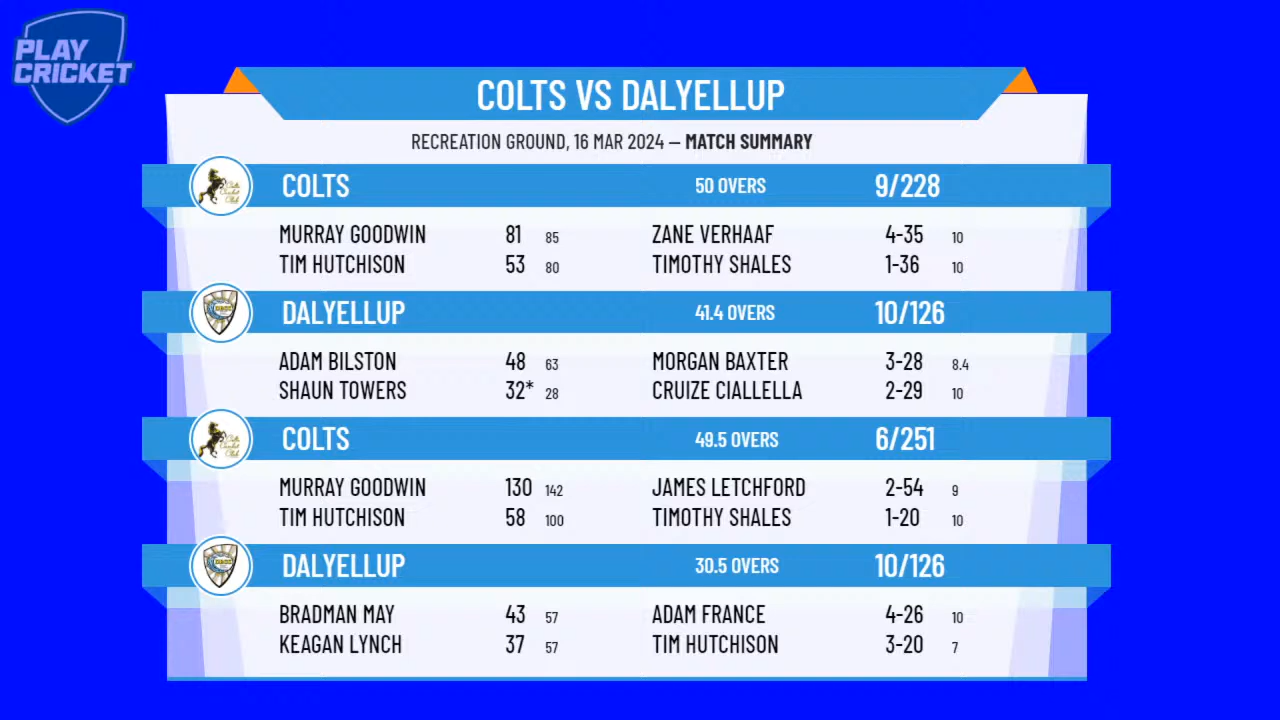 PLAY
CRICKET
COLTS VS DALYELLUP
RECREATION GROUND, 16 MAR 2024 – MATCH SUMMARY
COLTS 50 OVERS 9/228
MURRAY GOODWIN 81 85 ZANE VERHAAF 4-35 10
TIM HUTCHISON 53 80 TIMOTHY SHALES 1-36 10
DALYELLUP 41.4 OVERS 10/126
ADAM BILSTON 48 63 MORGAN BAXTER 3-28 8.4
SHAUN TOWERS 32* 28 CRUIZE CIALLELLA 2-29 10
COLTS 49.5 OVERS 6/251
MURRAY GOODWIN 130 142 JAMES LETCHFORD 2-54 9
TIM HUTCHISON 58 100 TIMOTHY SHALES 1-20 10
DALYELLUP 30.5 OVERS 10/126
BRADMAN MAY 43 57 ADAM FRANCE 4-26 10
KEAGAN LYNCH 37 57 TIM HUTCHISON 3-20 7